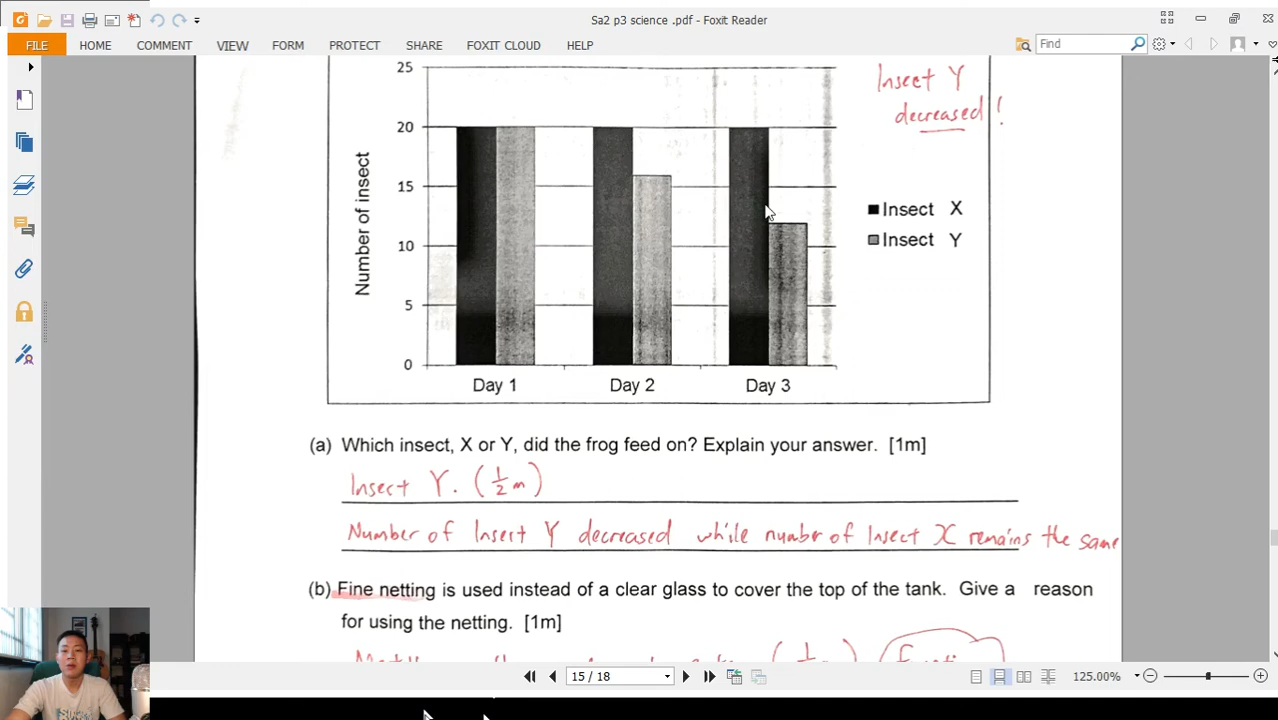 Sa2 p3 science .pdf - Foxit Reader
FILE HOME COMMENT VIEW FORM PROTECT SHARE FOXIT CLOUD HELP
Find
25
20
15
10
5
0
Number of insect
Day 1 Day 2 Day 3
Insect Y
decreased !
Insect X
Insect Y
(a) Which insect, X or Y, did the frog feed on? Explain your answer. [1m]
Insect Y. (1/2 m)
Number of Insect Y decreased while number of Insect X remains the same
(b) Fine netting is used instead of a clear glass to cover the top of the tank. Give a reason
for using the netting. [1m]
15 / 18
125.00%